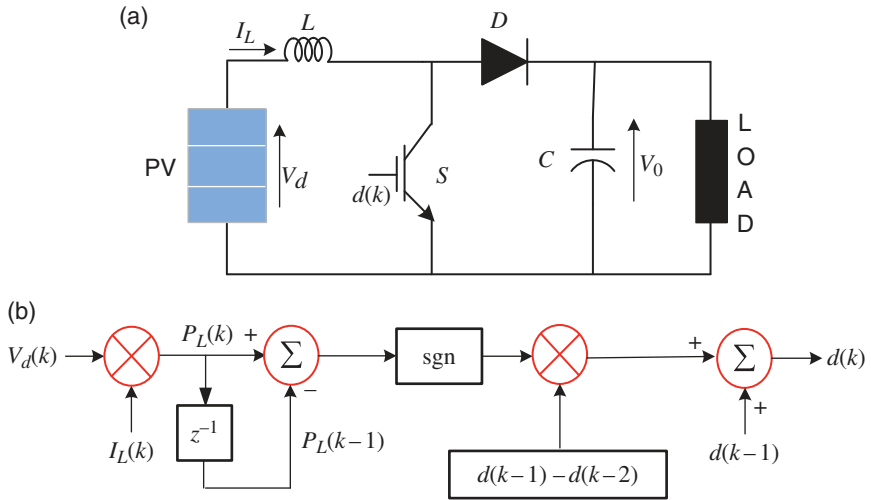 (a)
I_L
L
D
PV
V_d
d(k)
S
C
V_0
L
O
A
D
(b)
V_d(k)
P_L(k)
+
Σ
−
sgn
+
Σ
d(k)
+
I_L(k)
z^{-1}
P_L(k−1)
d(k−1) − d(k−2)
d(k−1)